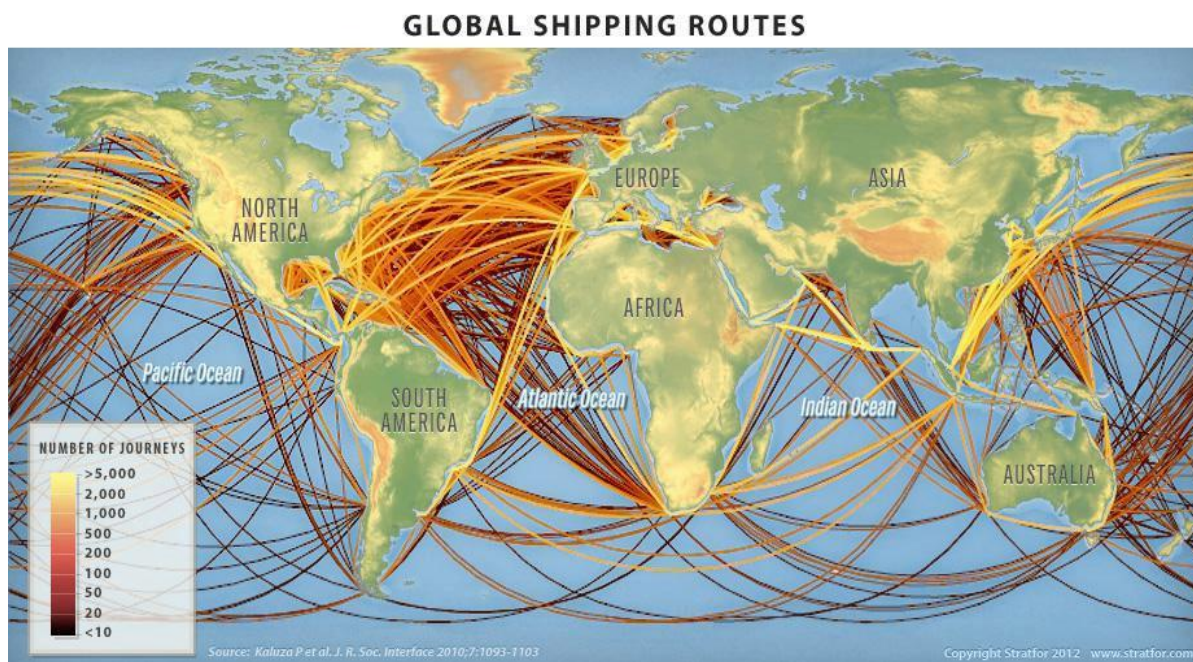 GLOBAL SHIPPING ROUTES
NORTH
AMERICA
EUROPE
ASIA
AFRICA
Pacific Ocean
SOUTH
AMERICA
Atlantic Ocean
Indian Ocean
AUSTRALIA
NUMBER OF JOURNEYS
>5,000
2,000
1,000
500
200
100
50
20
<10
Source: Kaluza P et al. J. R. Soc. Interface 2010;7:1093-1103
Copyright Stratfor 2012 www.stratfor.com